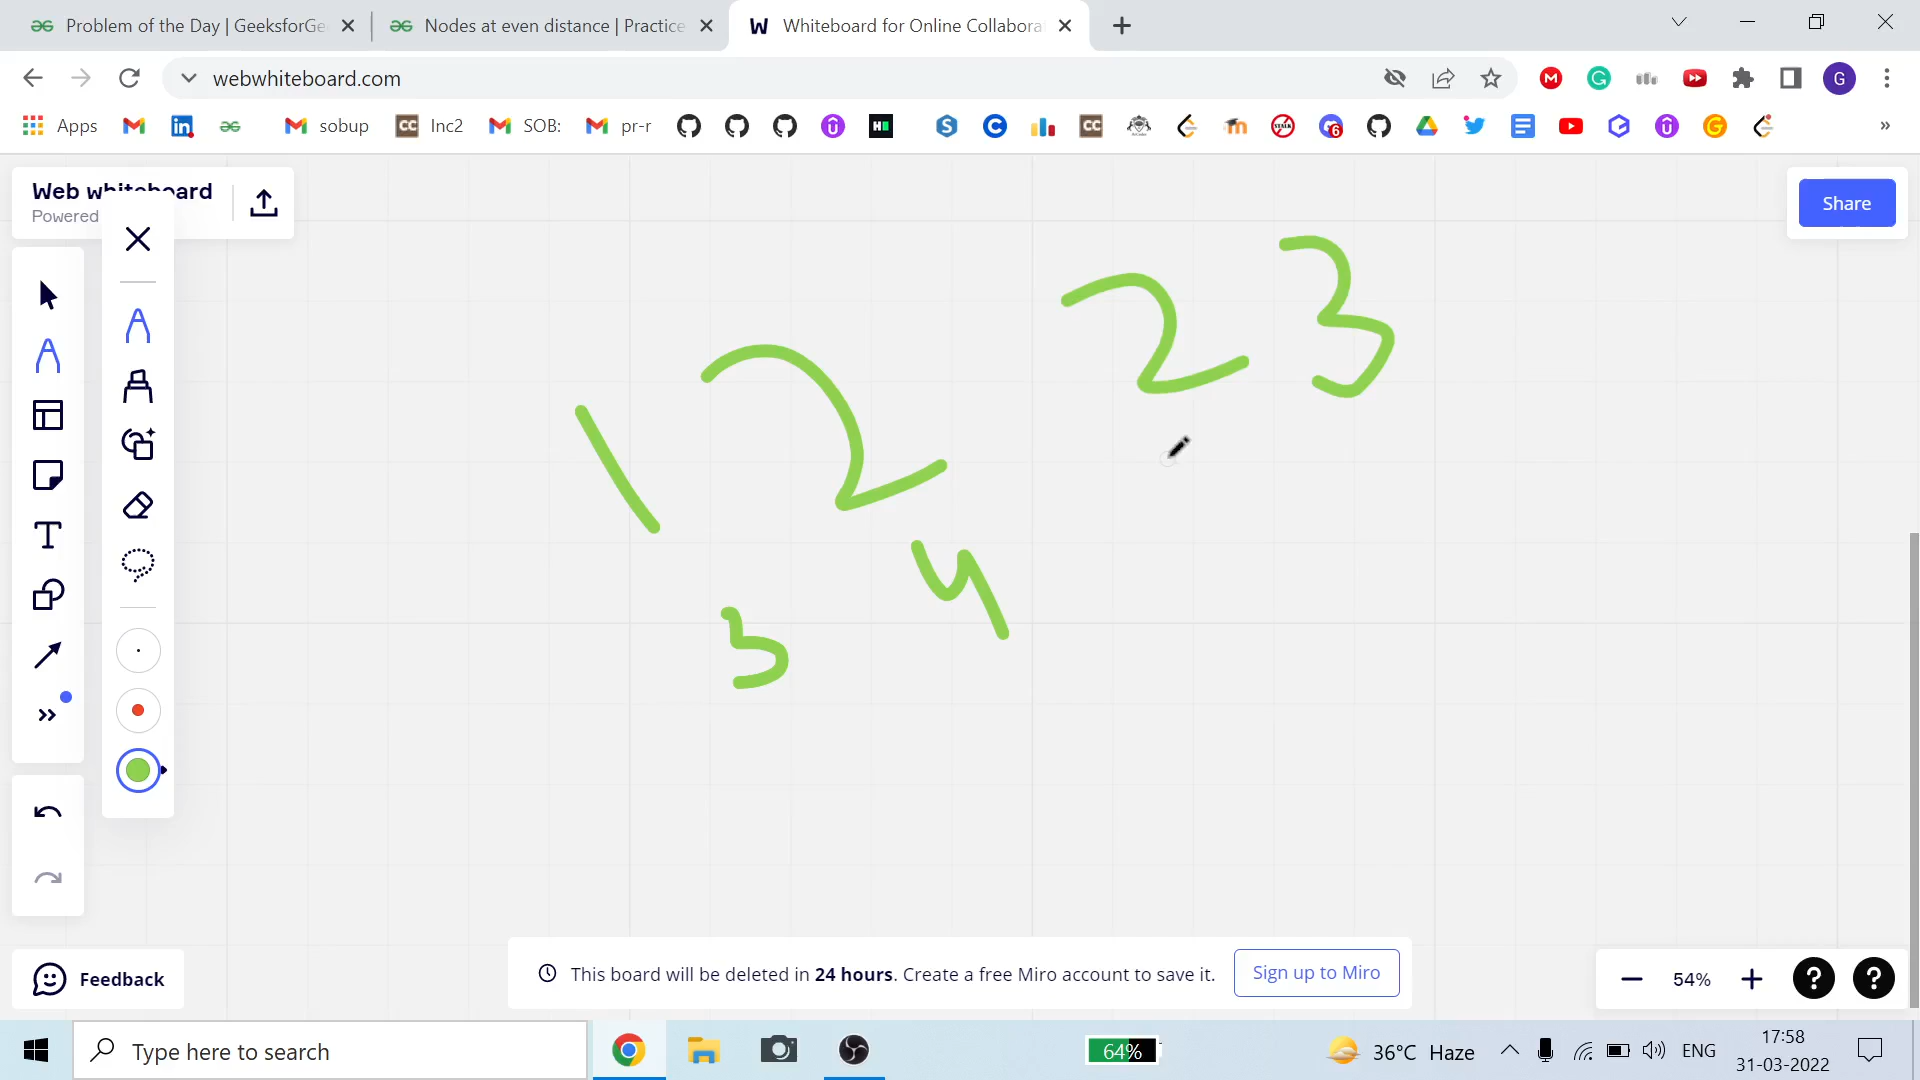 Problem of the Day | GeeksforGe
Nodes at even distance | Practice
Whiteboard for Online Collabora
webwhiteboard.com
Apps
sobup
Inc2
SOB:
pr-r
Web whiteboard
Powered
Share
2 3
1 2
4
3
Feedback
This board will be deleted in 24 hours. Create a free Miro account to save it.
Sign up to Miro
54%
Type here to search
64%
36°C Haze
ENG
17:58
31-03-2022